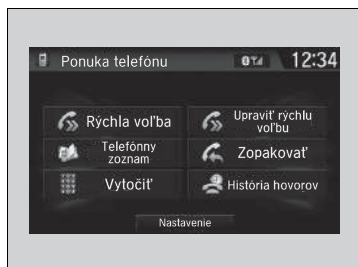 Ponuka telefónu
12:34
Rýchla voľba
Upraviť rýchlu
voľbu
Telefónny
zoznam
Zopakovať
Vytočiť
História hovorov
Nastavenie